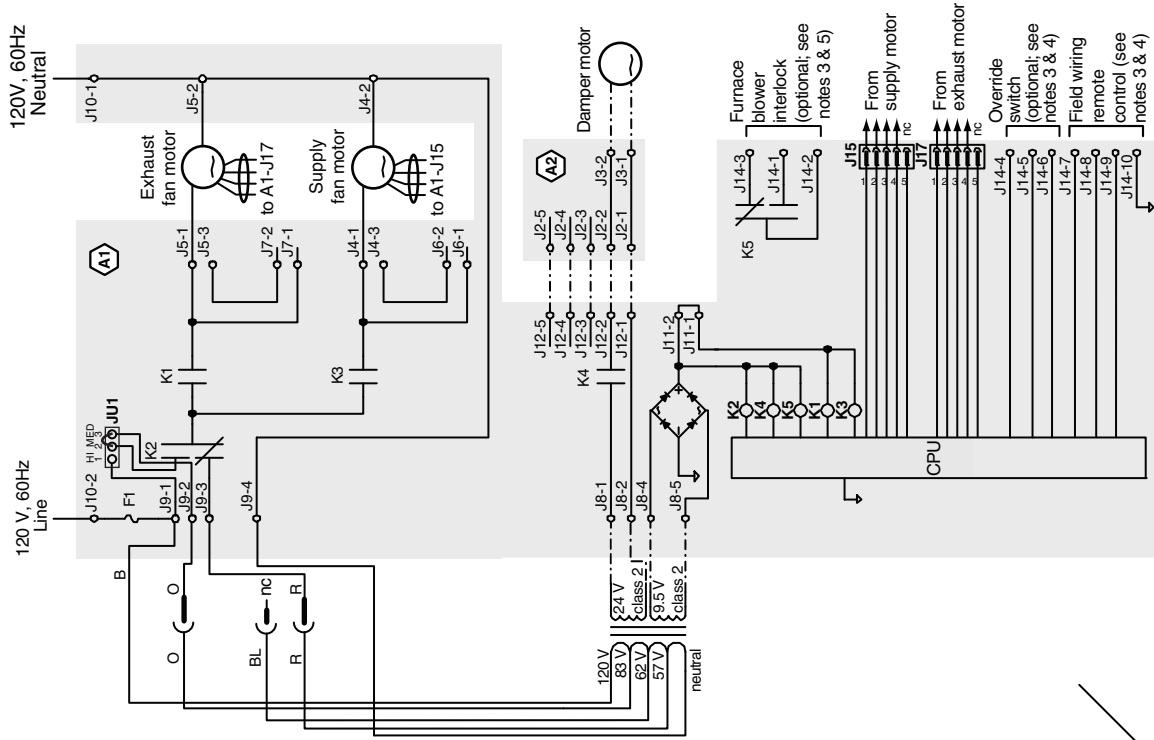 120V, 60Hz
Neutral
J10-1
J5-2
J4-2
Exhaust
fan motor
to A1-J17
Supply
fan motor
to A1-J15
A1
J5-1
J5-3
J7-2
J7-1
J4-1
J4-3
J6-2
J6-1
K1
K3
JU1
HI MED
1 2 3
K2
120 V, 60Hz
Line
J10-2
F1
J9-1
J9-2
J9-3
J9-4
B
O
O
BL
nc
R
R
Damper motor
A2
J3-2
J3-1
J2-5
J2-4
J2-3
J2-2
J2-1
J12-5
J12-4
J12-3
J12-2
J12-1
K4
J11-2
J11-1
J8-1
J8-2
J8-4
J8-5
24 V
class 2
9.5 V
class 2
120 V
83 V
62 V
57 V
neutral
Furnace
blower
interlock
(optional; see
notes 3 & 5)
J14-3
J14-1
J14-2
K5
From
supply motor
nc
J15
1
2
3
4
5
From
exhaust motor
nc
J17
1
2
3
4
5
Override
switch
(optional; see
notes 3 & 4)
J14-4
J14-5
J14-6
Field wiring
remote
control (see
notes 3 & 4)
J14-7
J14-8
J14-9
J14-10
K2
K4
K5
K1
K3
CPU